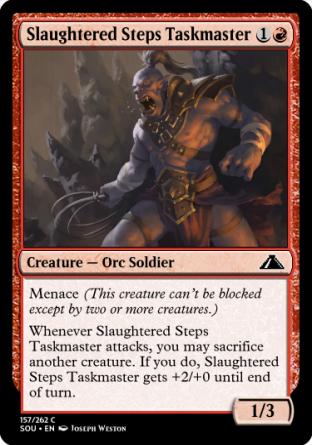 Slaughtered Steps Taskmaster 1
Creature — Orc Soldier
Menace (This creature can't be blocked
except by two or more creatures.)
Whenever Slaughtered Steps
Taskmaster attacks, you may sacrifice
another creature. If you do, Slaughtered
Steps Taskmaster gets +2/+0 until end
of turn.
1/3
157/262 C
SOU • EN Joseph Weston